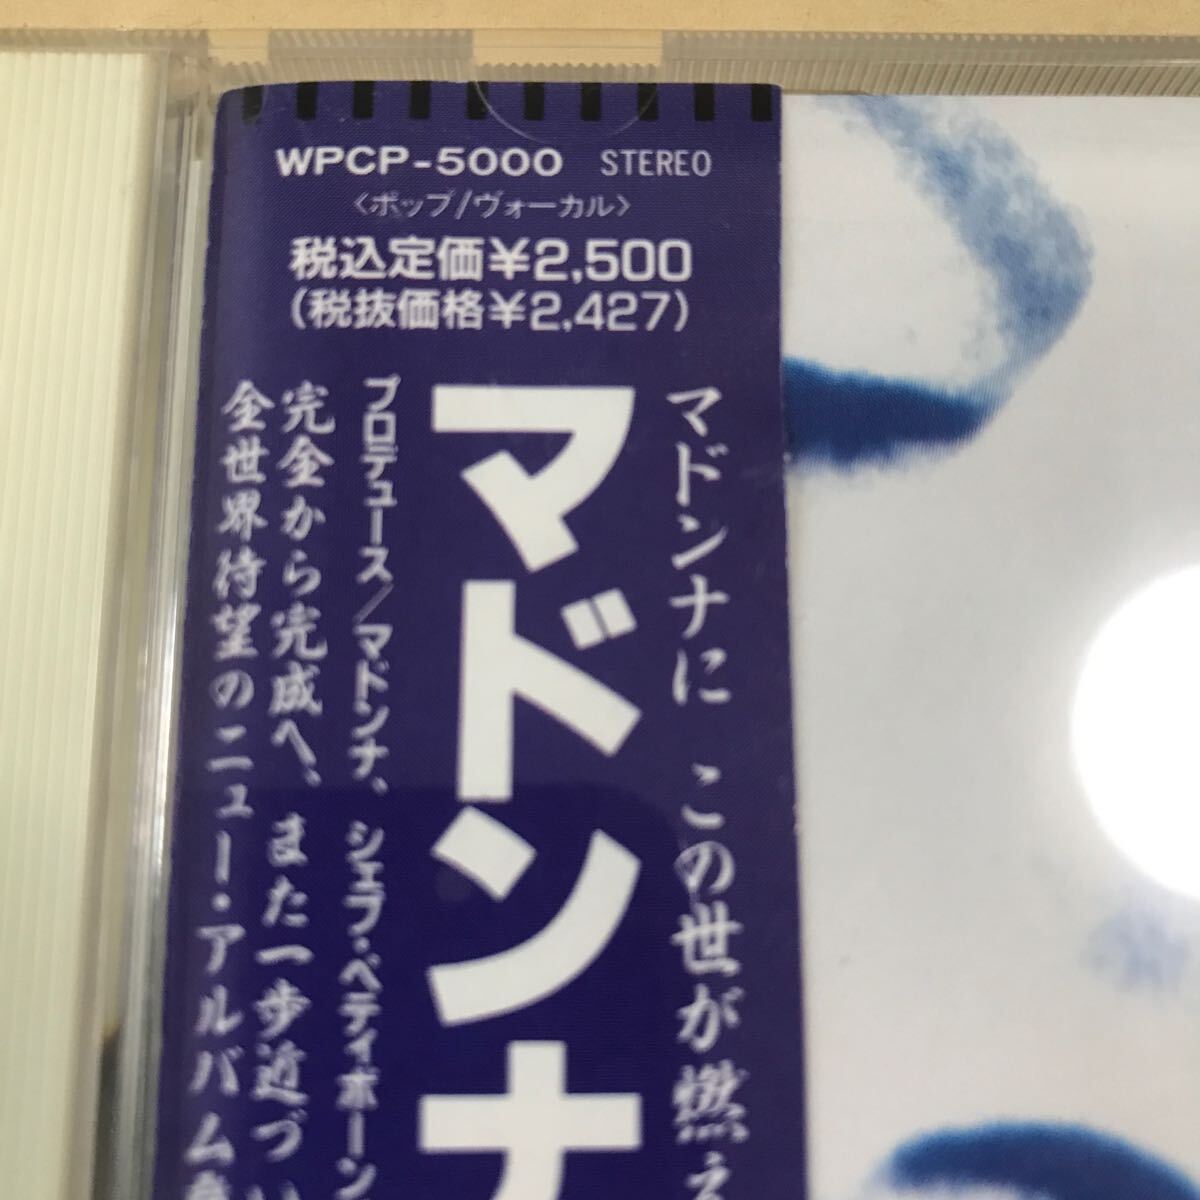 WPCP-5000 STEREO
〈ポップ/ヴォーカル〉
税込定価¥2,500
(税抜価格¥2,427)
マドンナに この世が燃え
マドンナ
プロデュース/マドンナ、シェプ・ペティボーン
完全から完成へ、また一歩近づい
全世界待望のニュー・アルバム